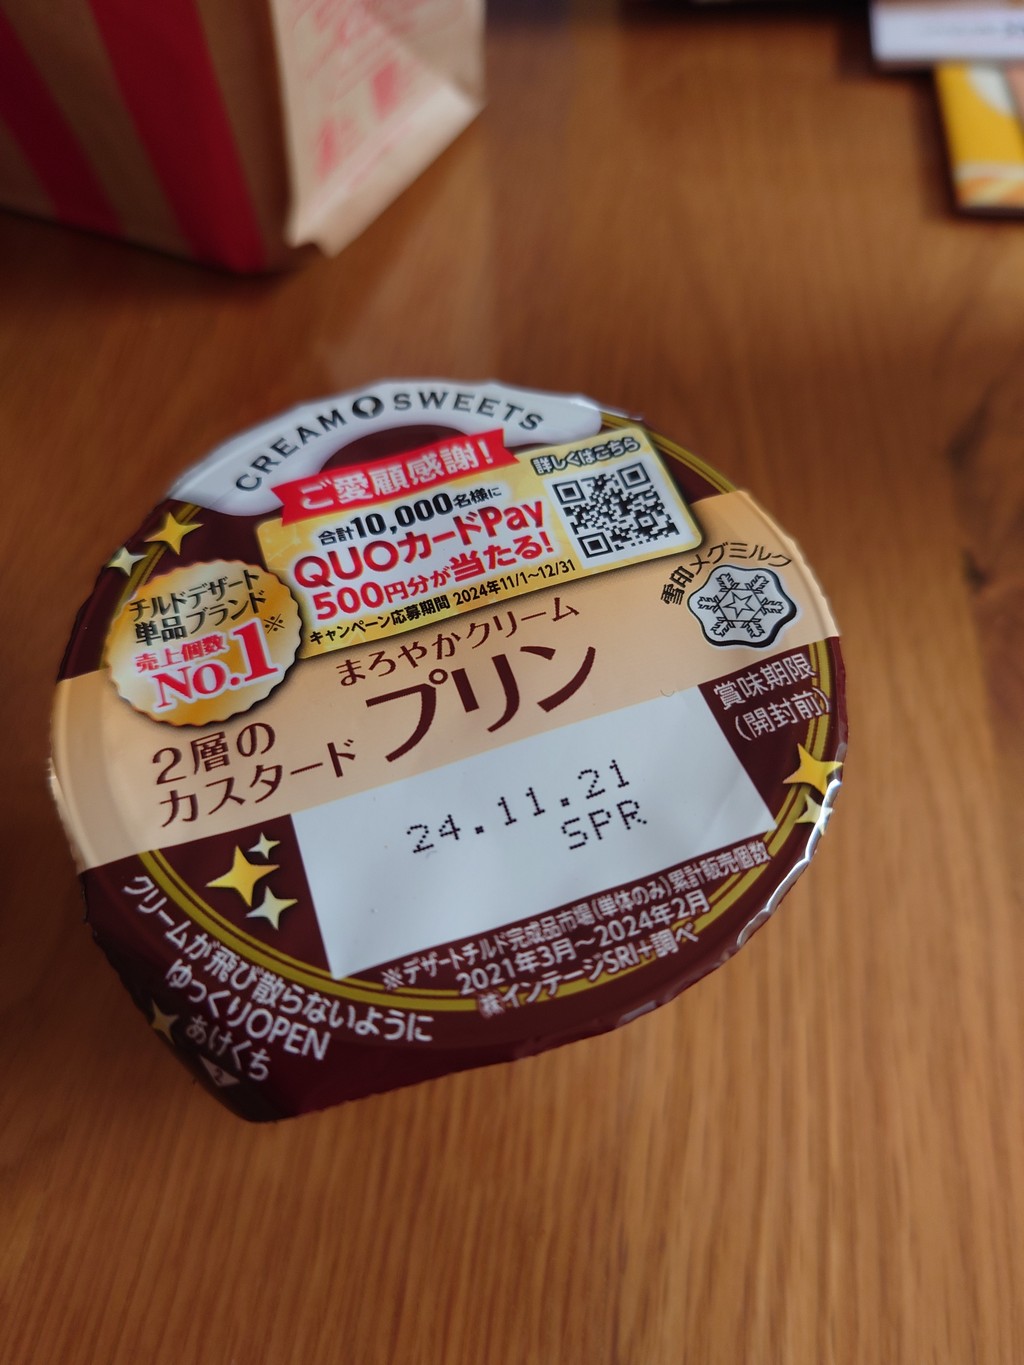 CREAM SWEETS
ご愛顧感謝!
詳しくはこちら
合計10,000名様に
QUOカードPay
500円分が当たる!
キャンペーン応募期間 2024年11/1~12/31
雪印メグミルク
チルドデザート
単品ブランド※
売上個数
No.1
まろやかクリーム
プリン
2層の
カスタード
賞味期限
(開封前)
24.11.21
SPR
※デザートチルド完成品市場(単体のみ)累計販売個数
2021年3月~2024年2月
㈱インテージSRI+調べ
クリームが飛び散らないように
ゆっくりOPEN
あけくち